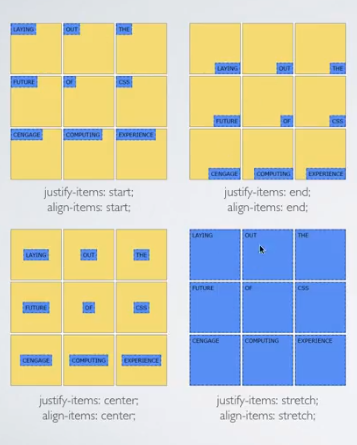 LAYING OUT THE
FUTURE OF CSS
CENGAGE COMPUTING EXPERIENCE
justify-items: start;
align-items: start;
LAYING OUT THE
FUTURE OF CSS
CENGAGE COMPUTING EXPERIENCE
justify-items: end;
align-items: end;
LAYING OUT THE
FUTURE OF CSS
CENGAGE COMPUTING EXPERIENCE
justify-items: center;
align-items: center;
LAYING OUT THE
FUTURE OF CSS
CENGAGE COMPUTING EXPERIENCE
justify-items: stretch;
align-items: stretch;